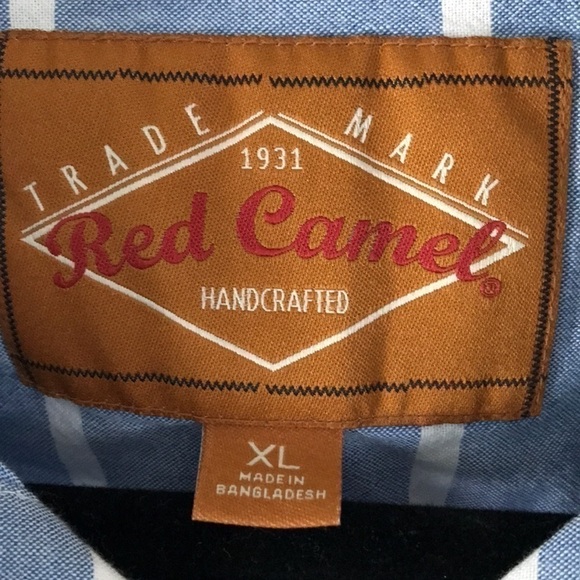 TRADE MARK
1931
Red Camel®
HANDCRAFTED
XL
MADE IN
BANGLADESH